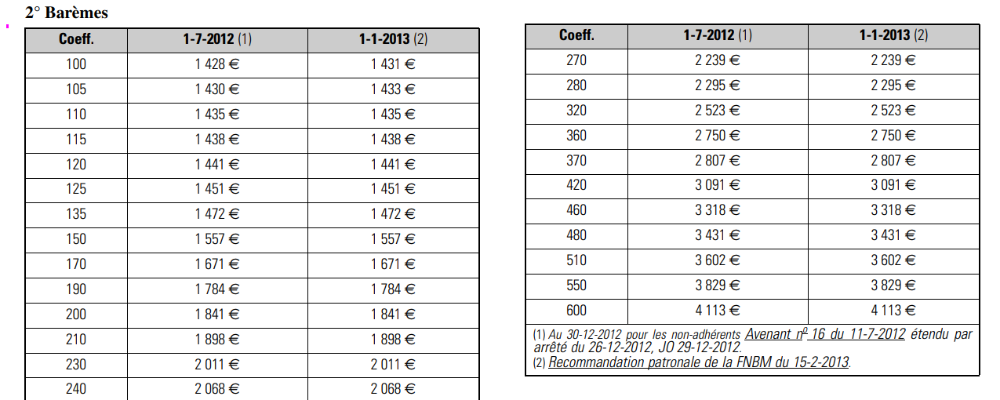 2° Barèmes
Coeff. 1-7-2012 (1) 1-1-2013 (2)
100 1 428 € 1 431 €
105 1 430 € 1 433 €
110 1 435 € 1 435 €
115 1 438 € 1 438 €
120 1 441 € 1 441 €
125 1 451 € 1 451 €
135 1 472 € 1 472 €
150 1 557 € 1 557 €
170 1 671 € 1 671 €
190 1 784 € 1 784 €
200 1 841 € 1 841 €
210 1 898 € 1 898 €
230 2 011 € 2 011 €
240 2 068 € 2 068 €
Coeff. 1-7-2012 (1) 1-1-2013 (2)
270 2 239 € 2 239 €
280 2 295 € 2 295 €
320 2 523 € 2 523 €
360 2 750 € 2 750 €
370 2 807 € 2 807 €
420 3 091 € 3 091 €
460 3 318 € 3 318 €
480 3 431 € 3 431 €
510 3 602 € 3 602 €
550 3 829 € 3 829 €
600 4 113 € 4 113 €
(1) Au 30-12-2012 pour les non-adhérents Avenant nº 16 du 11-7-2012 étendu par
arrêté du 26-12-2012, JO 29-12-2012.
(2) Recommandation patronale de la FNBM du 15-2-2013.